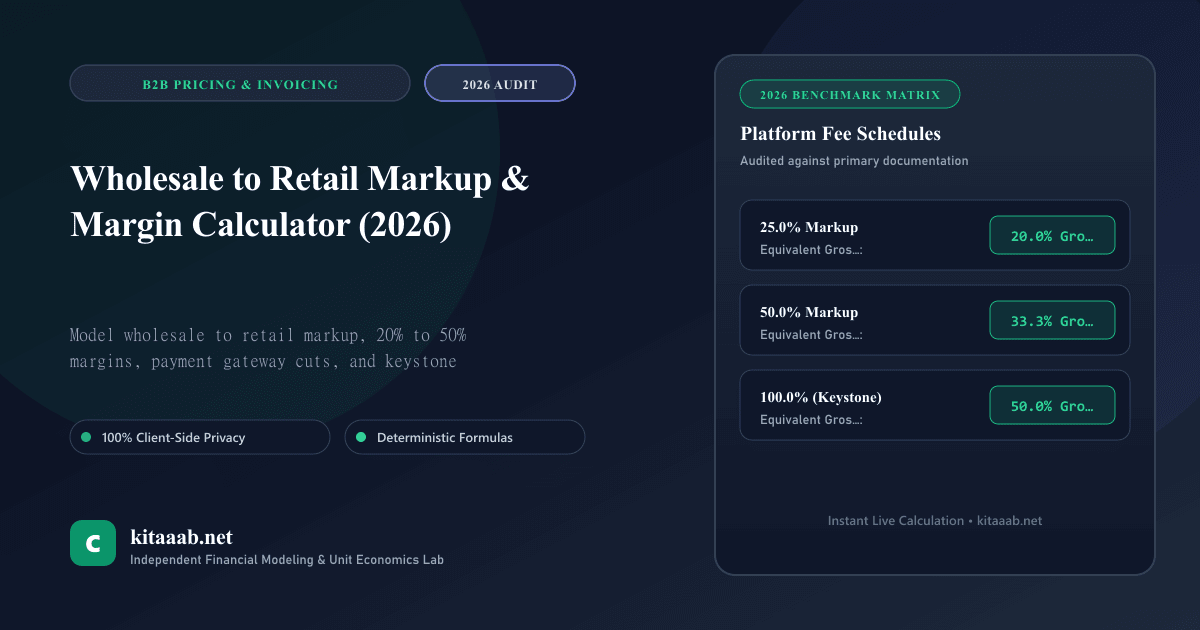 B2B PRICING & INVOICING
2026 AUDIT
Wholesale to Retail Markup &
Margin Calculator (2026)
Model wholesale to retail markup, 20% to 50%
margins, payment gateway cuts, and keystone
100% Client-Side Privacy
Deterministic Formulas
C
kitaaab.net
Independent Financial Modeling & Unit Economics Lab
2026 BENCHMARK MATRIX
Platform Fee Schedules
Audited against primary documentation
25.0% Markup
Equivalent Gros…:
20.0% Gro…
50.0% Markup
Equivalent Gros…:
33.3% Gro…
100.0% (Keystone)
Equivalent Gros…:
50.0% Gro…
Instant Live Calculation • kitaaab.net